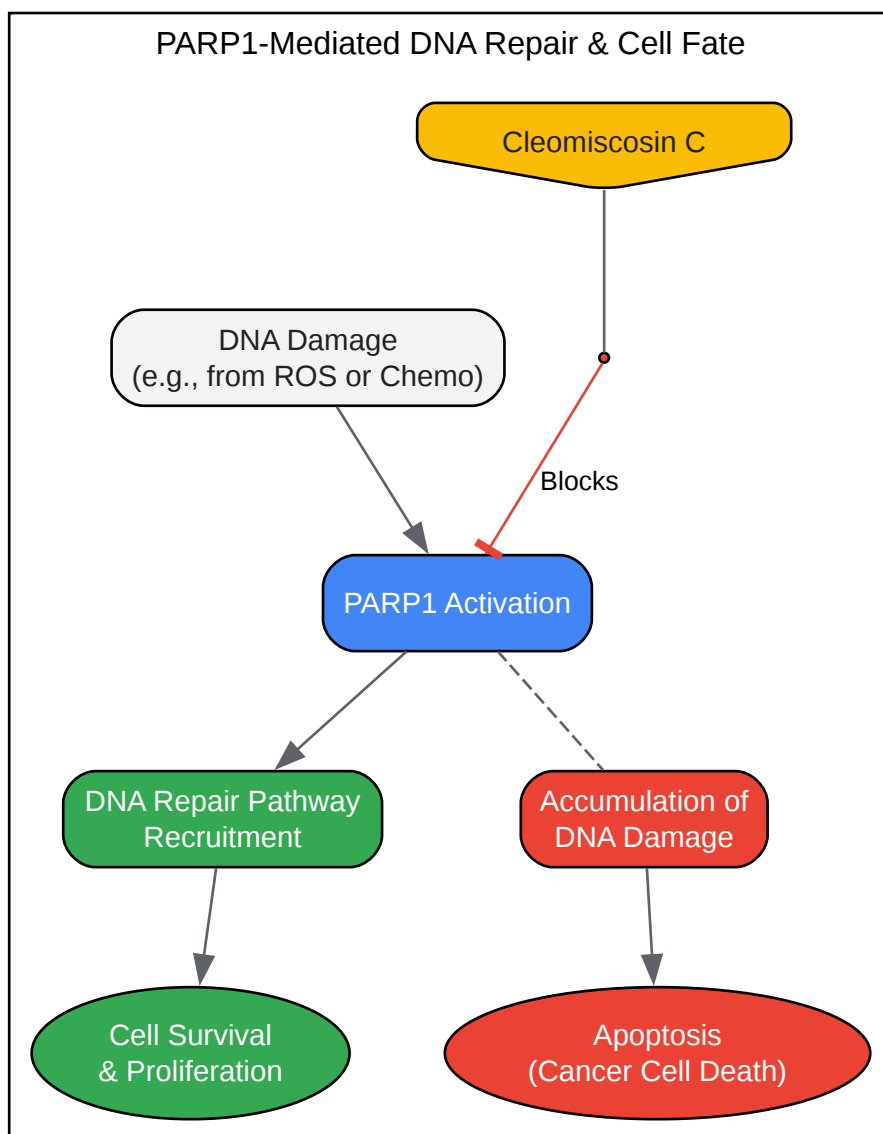 PARP1-Mediated DNA Repair & Cell Fate
Cleomiscosin C
DNA Damage
(e.g., from ROS or Chemo)
Blocks
PARP1 Activation
DNA Repair Pathway
Recruitment
Accumulation of
DNA Damage
Cell Survival
& Proliferation
Apoptosis
(Cancer Cell Death)